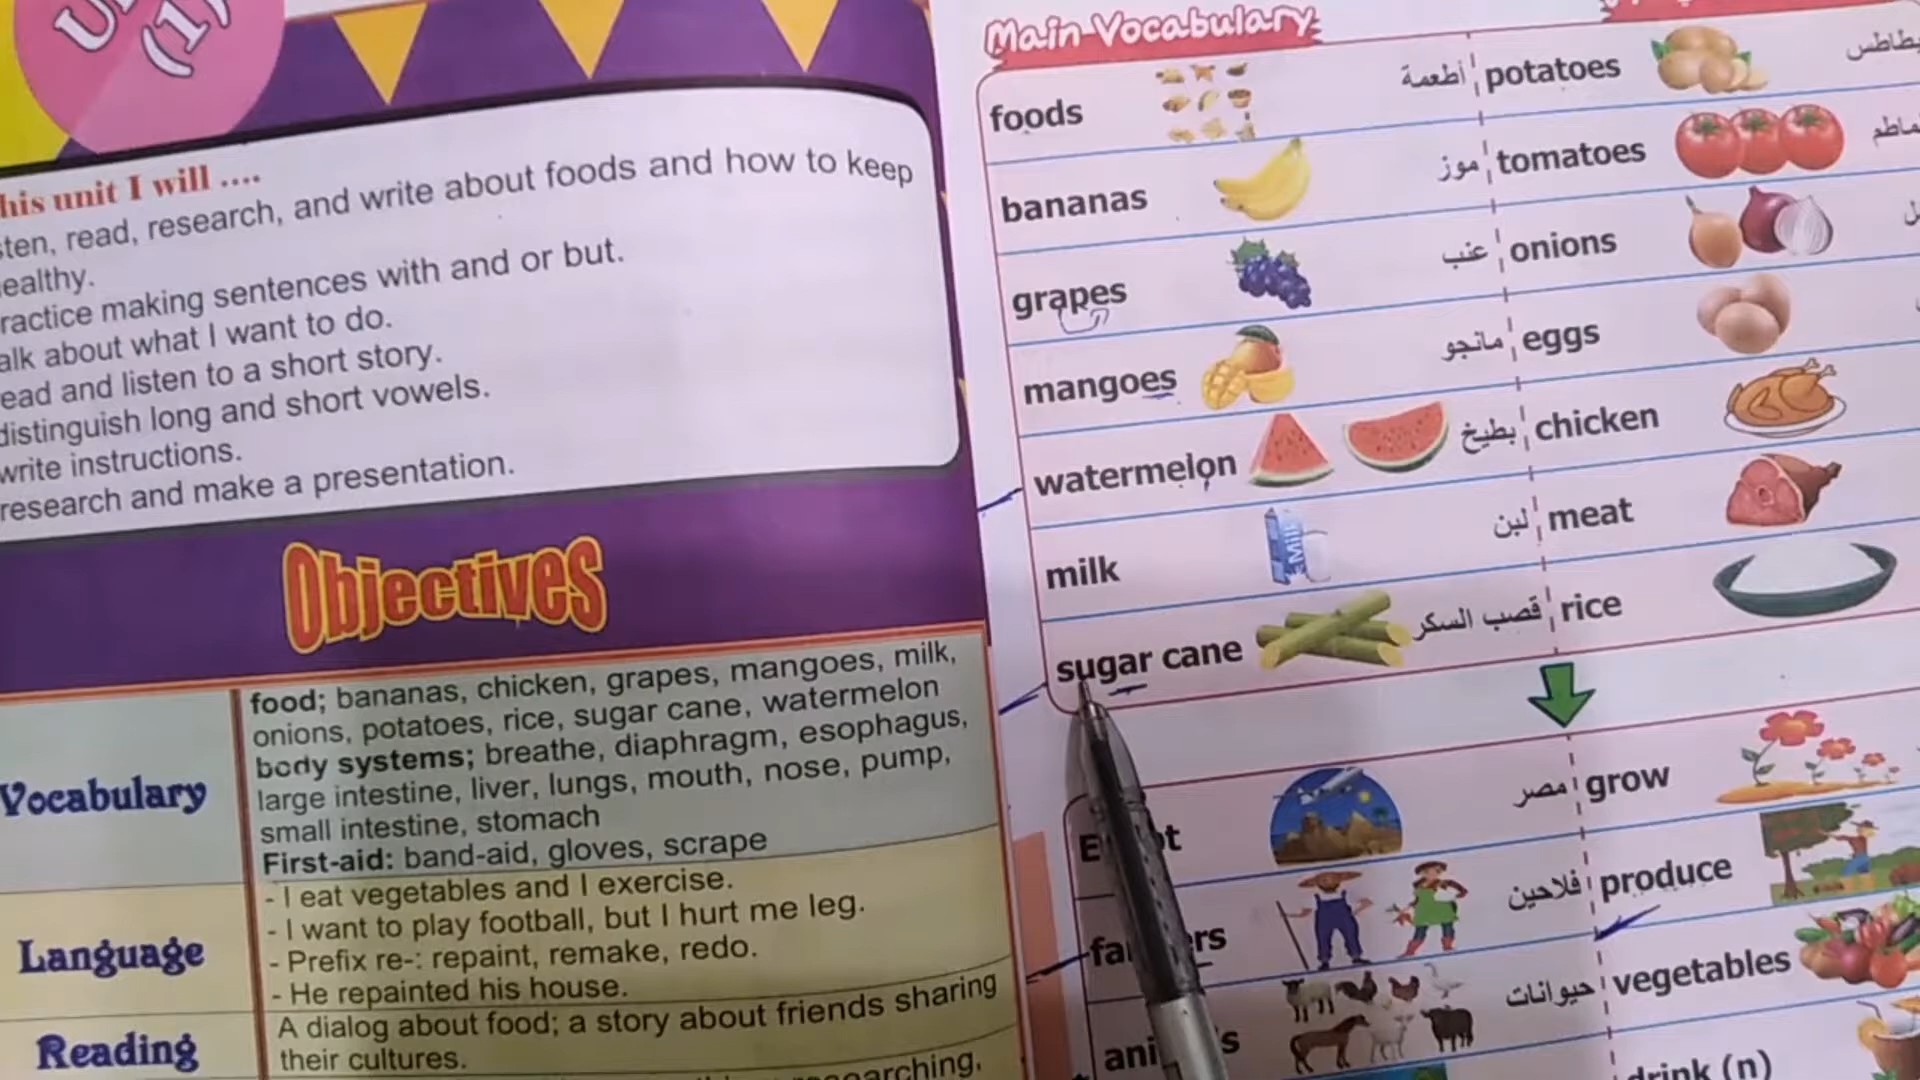 (1)
his unit I will ....
sten, read, research, and write about foods and how to keep
ealthy.
ractice making sentences with and or but.
alk about what I want to do.
ead and listen to a short story.
distinguish long and short vowels.
write instructions.
research and make a presentation.
Objectives
Vocabulary
food; bananas, chicken, grapes, mangoes, milk,
onions, potatoes, rice, sugar cane, watermelon
body systems; breathe, diaphragm, esophagus,
large intestine, liver, lungs, mouth, nose, pump,
small intestine, stomach
First-aid: band-aid, gloves, scrape
Language
- I eat vegetables and I exercise.
- I want to play football, but I hurt me leg.
- Prefix re-: repaint, remake, redo.
- He repainted his house.
Reading
A dialog about food; a story about friends sharing
their cultures.
Main Vocabulary
foods أطعمة potatoes
bananas موز tomatoes
grapes عنب onions
mangoes مانجو eggs
watermelon بطيخ chicken
milk لبن meat
sugar cane قصب السكر rice
مصر grow
فلاحين produce
حيوانات vegetables
drink (n)